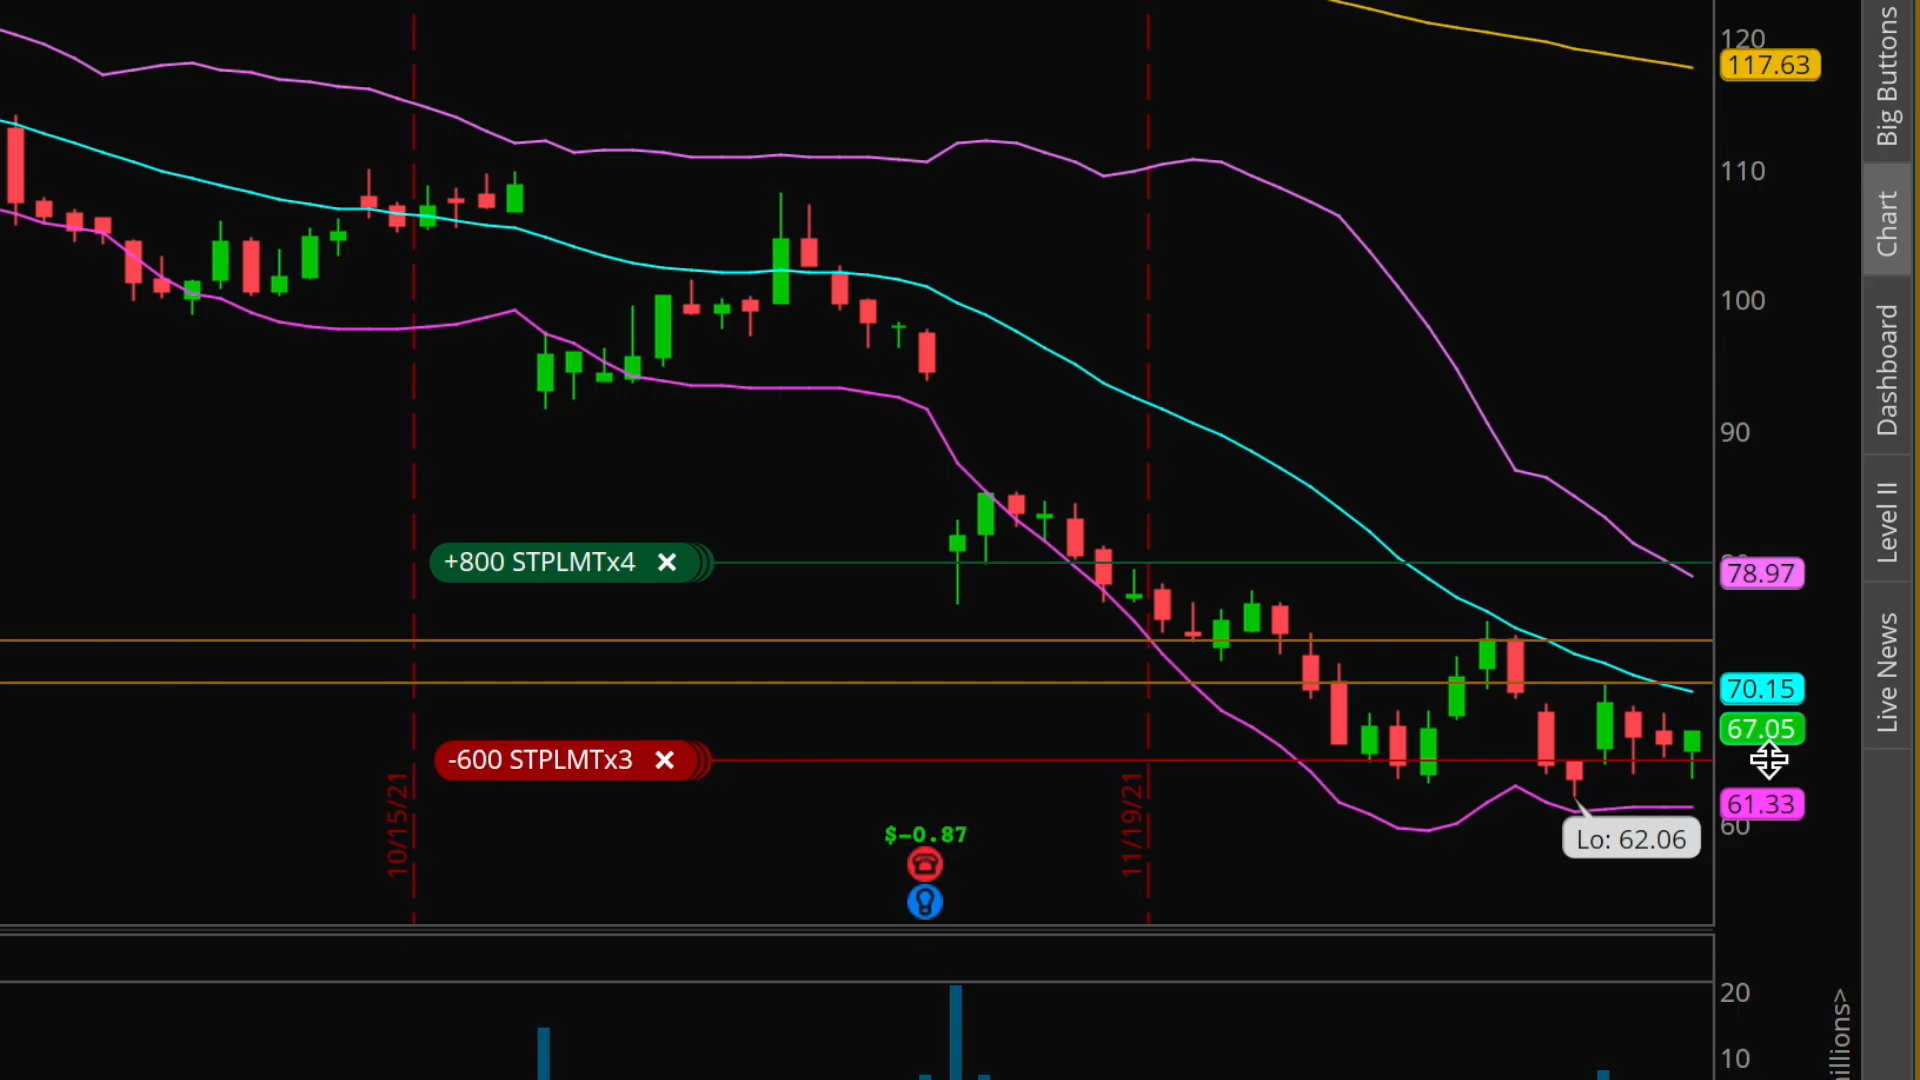 120
117.63
110
100
90
+800 STPLMTx4
78.97
70.15
67.05
-600 STPLMTx3
61.33
60
Lo: 62.06
10/15/21
11/19/21
$-0.87
20
10
Big Buttons
Chart
Dashboard
Level II
Live News